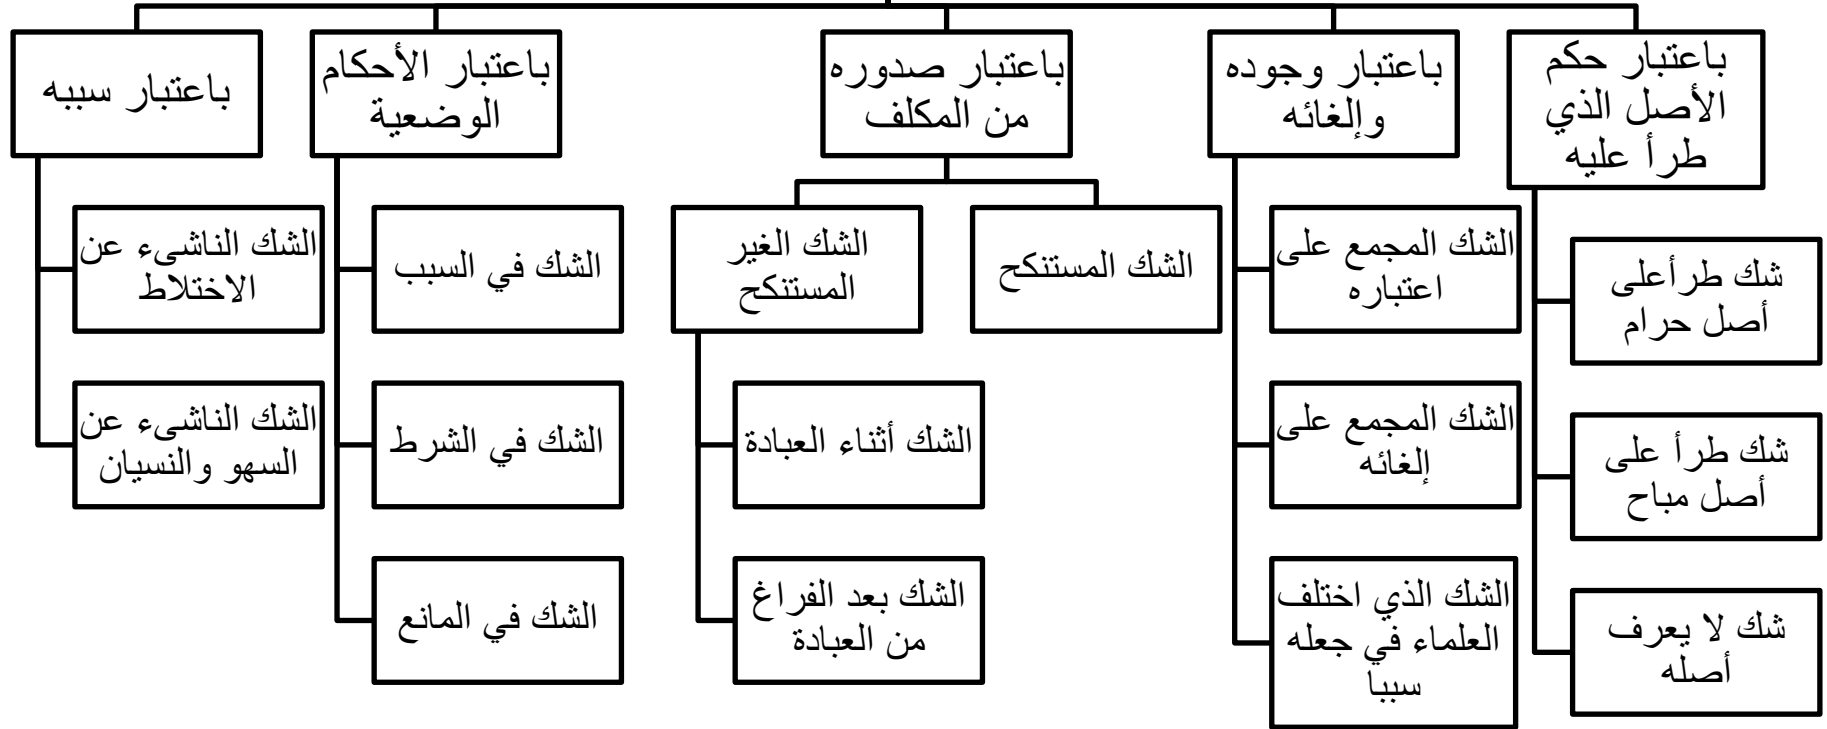 باعتبار حكم
الأصل الذي
طرأ عليه
شك طرأعلى
أصل حرام
شك طرأ على
أصل مباح
شك لا يعرف
أصله
باعتبار وجوده
وإلغائه
الشك المجمع على
اعتباره
الشك المجمع على
إلغائه
الشك الذي اختلف
العلماء في جعله
سببا
باعتبار صدوره
من المكلف
الشك المستنكح
الشك الغير
المستنكح
الشك أثناء العبادة
الشك بعد الفراغ
من العبادة
باعتبار الأحكام
الوضعية
الشك في السبب
الشك في الشرط
الشك في المانع
باعتبار سببه
الشك الناشىء عن
الاختلاط
الشك الناشىء عن
السهو والنسيان